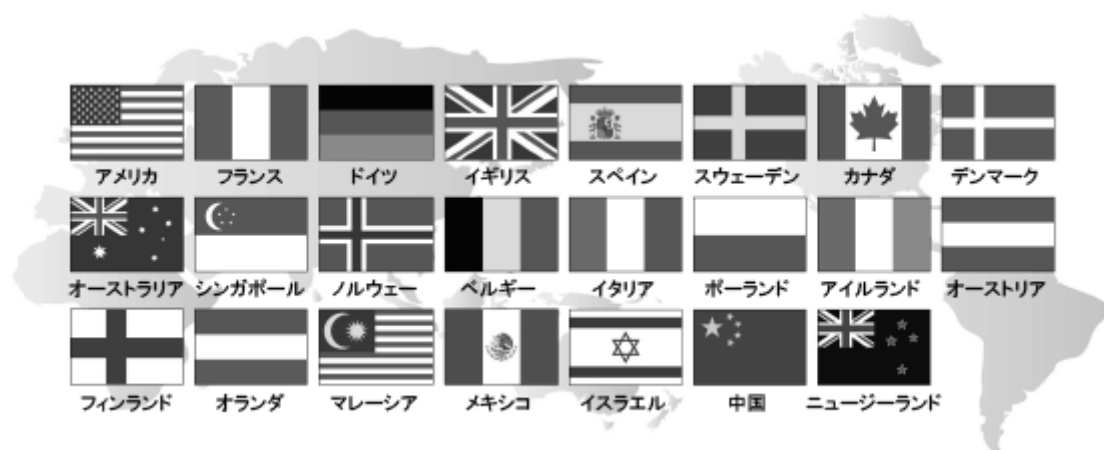 アメリカ フランス ドイツ イギリス スペイン スウェーデン カナダ デンマーク
オーストラリア シンガポール ノルウェー ベルギー イタリア ポーランド アイルランド オーストリア
フィンランド オランダ マレーシア メキシコ イスラエル 中国 ニュージーランド